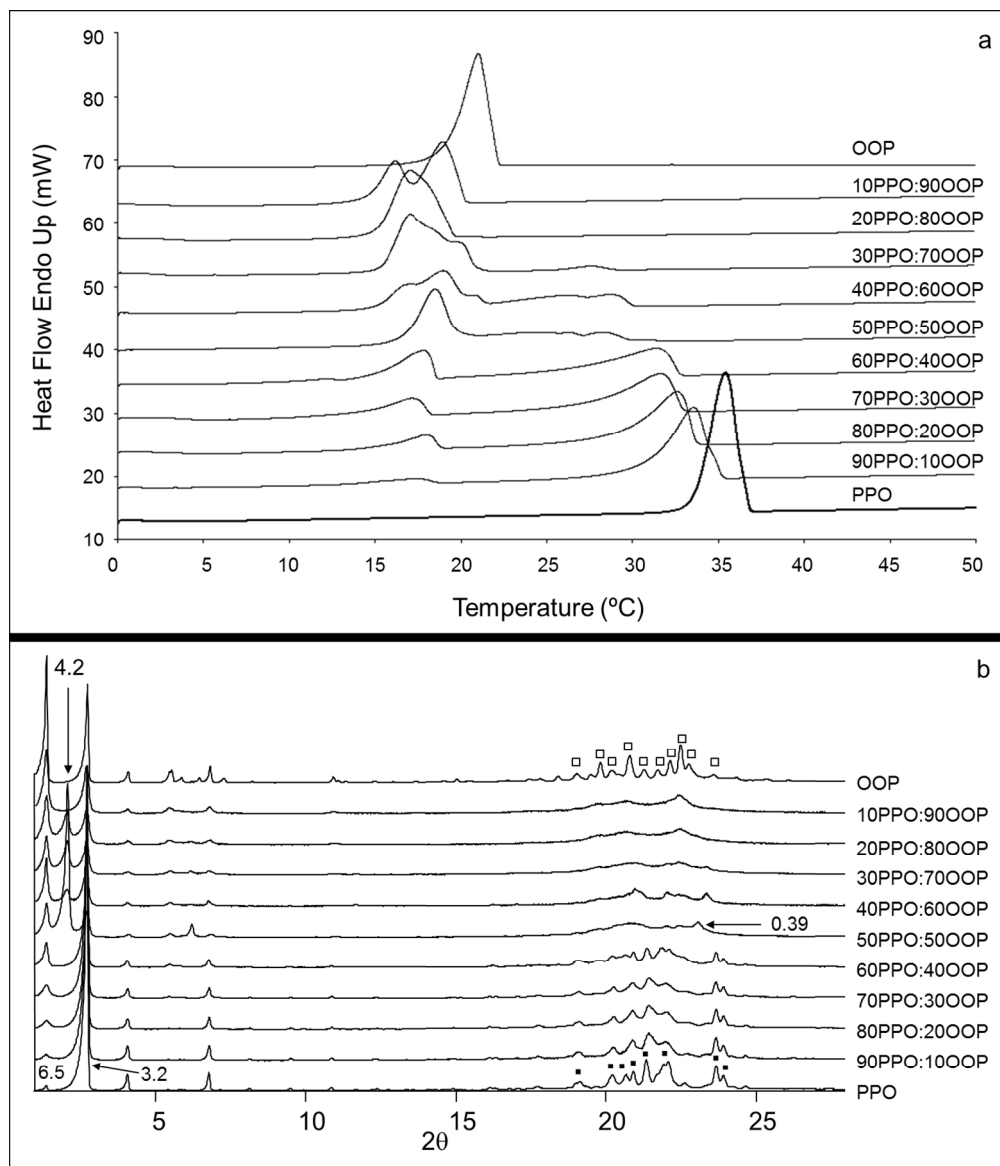 a
90
80
70
60
50
40
30
20
10
Heat Flow Endo Up (mW)
OOP
10PPO:90OOP
20PPO:80OOP
30PPO:70OOP
40PPO:60OOP
50PPO:50OOP
60PPO:40OOP
70PPO:30OOP
80PPO:20OOP
90PPO:10OOP
PPO
0 5 10 15 20 25 30 35 40 45 50
Temperature (ºC)
b
4.2
OOP
10PPO:90OOP
20PPO:80OOP
30PPO:70OOP
40PPO:60OOP
0.39
50PPO:50OOP
60PPO:40OOP
70PPO:30OOP
80PPO:20OOP
90PPO:10OOP
6.5
3.2
PPO
5 10 15 20 25
2θ